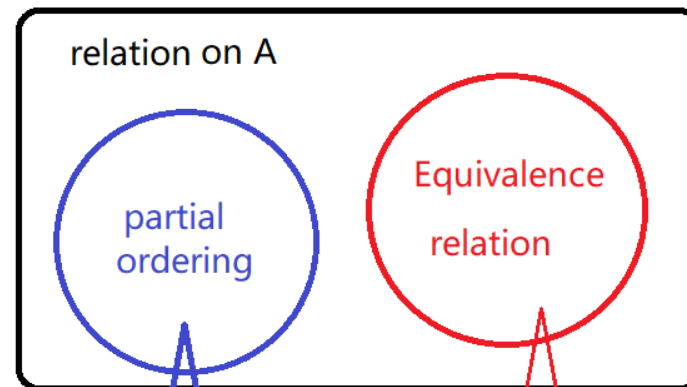 relation on A
partial
ordering
Equivalence
relation